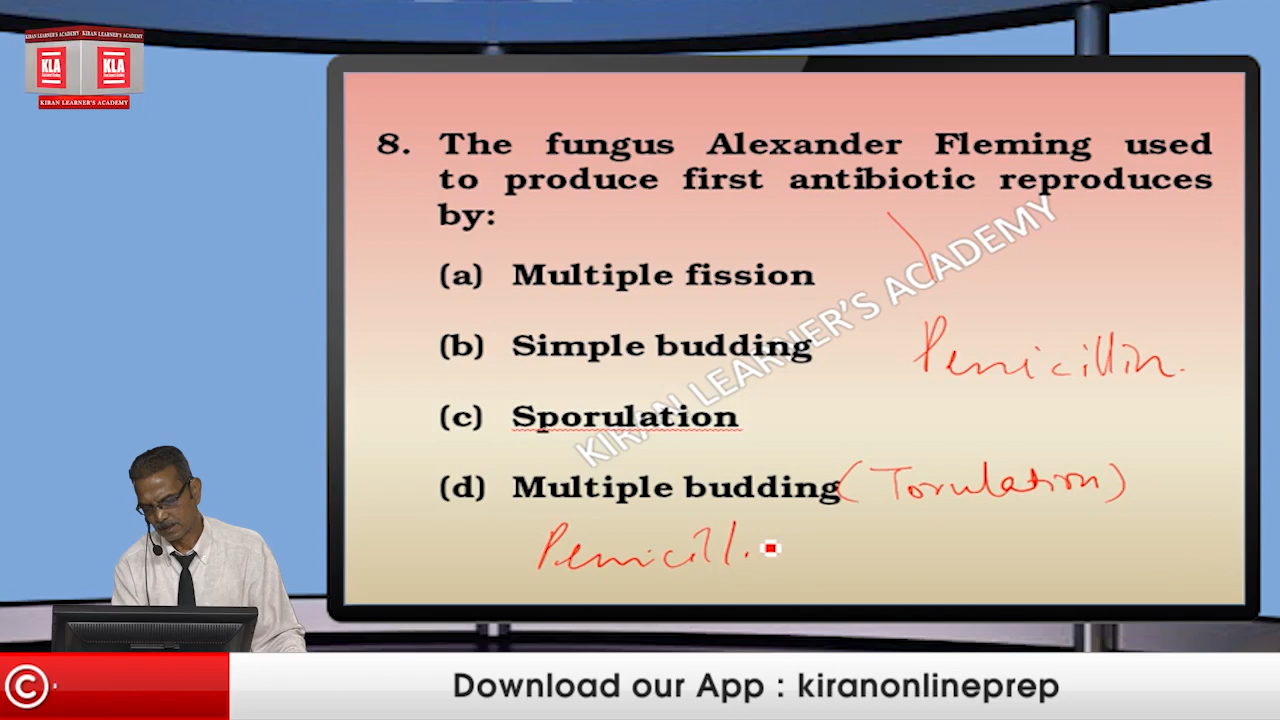 KIRAN LEARNER'S ACADEMY KIRAN LEARNER'S ACADEMY
KLA KLA
KIRAN LEARNER'S ACADEMY
8. The fungus Alexander Fleming used
to produce first antibiotic reproduces
by:
(a) Multiple fission
(b) Simple budding
Penicillin.
(c) Sporulation
(d) Multiple budding (Torulation)
Penicill.
KIRAN LEARNER'S ACADEMY
© Download our App : kiranonlineprep